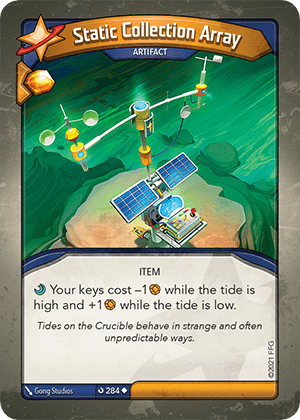 Static Collection Array
ARTIFACT
ITEM
Your keys cost –1 while the tide is
high and +1 while the tide is low.
Tides on the Crucible behave in strange and often
unpredictable ways.
Gong Studios
284
©2021 FFG